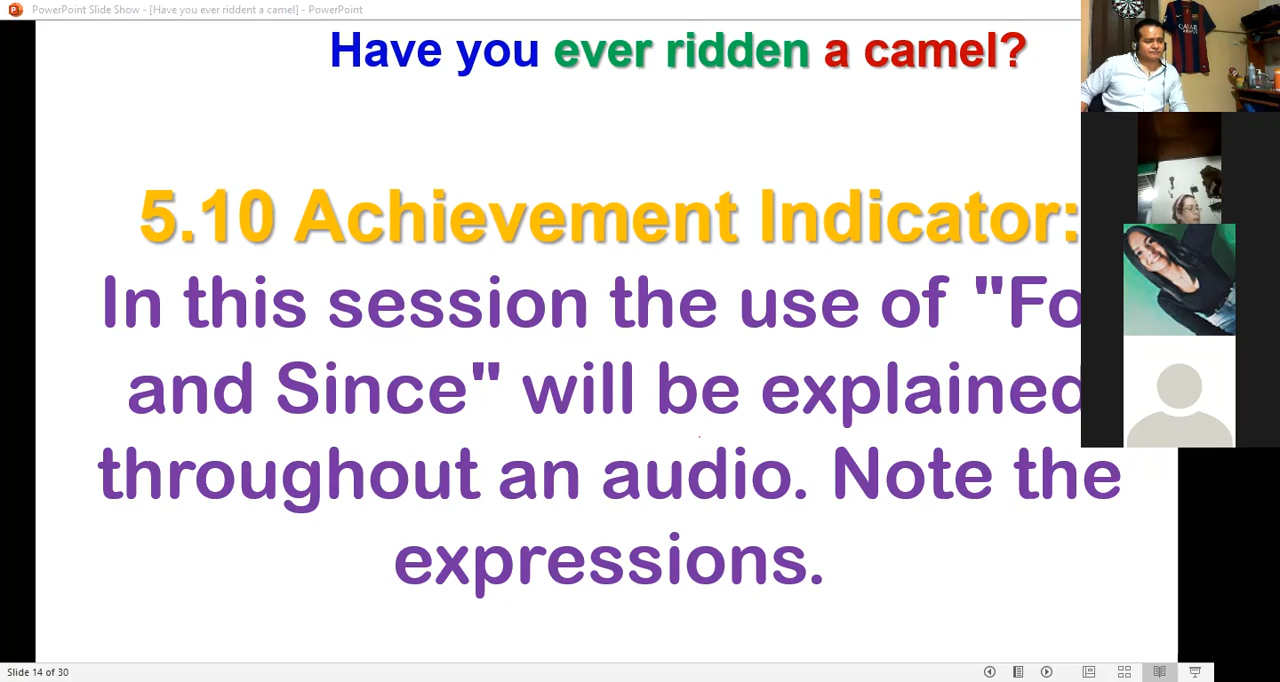 PowerPoint Slide Show - [Have you ever riddent a camel] - PowerPoint
Have you ever ridden a camel?
5.10 Achievement Indicator:
In this session the use of "Fo
and Since" will be explained
throughout an audio. Note the
expressions.
Slide 14 of 30